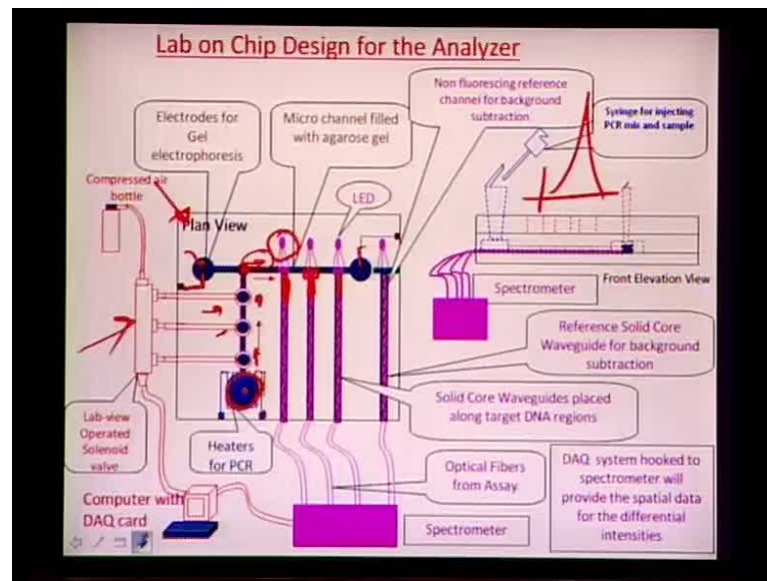 Lab on Chip Design for the Analyzer
Electrodes for
Gel
electrophoresis
Micro channel filled
with agarose gel
Non fluorescing reference
channel for background
subtraction
Syringe for injecting
PCR mix and sample
Compressed air
bottle
LED
Plan View
Spectrometer
Front Elevation View
Reference Solid Core
Waveguide for background
subtraction
Solid Core Waveguides placed
along target DNA regions
Lab-view
Operated
Solenoid
valve
Heaters
for PCR
Optical Fibers
from Assay
DAQ system hooked to
spectrometer will
provide the spatial data
for the differential
intensities
Computer with
DAQ card
Spectrometer